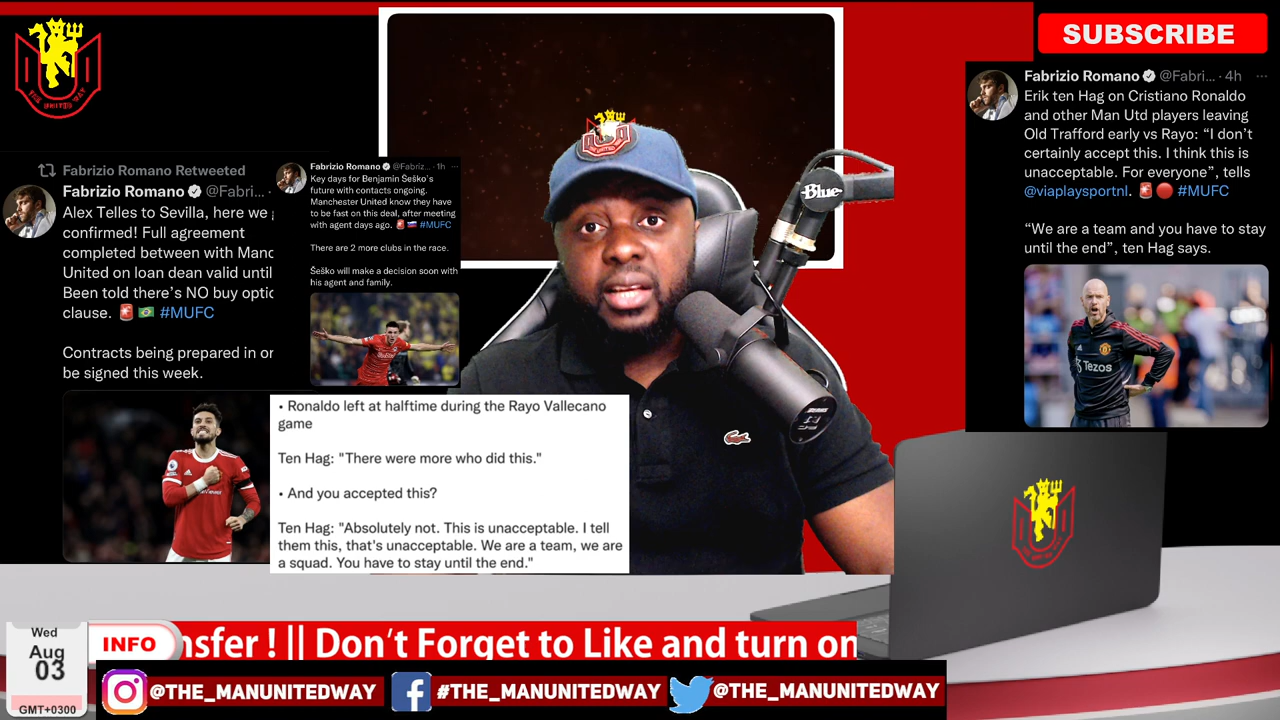 THE UNITED WAY
SUBSCRIBE
Fabrizio Romano Retweeted
Fabrizio Romano @Fabri... ·
Alex Telles to Sevilla, here we
confirmed! Full agreement
completed between with Manc
United on loan dean valid until
Been told there's NO buy optic
clause. 🚨🇧🇷 #MUFC
Contracts being prepared in or
be signed this week.
Fabrizio Romano @Fabriz... · 1h
Key days for Benjamin Šeško's
future with contacts ongoing.
Manchester United know they have
to be fast on this deal, after meeting
with agent days ago. 🚨🇸🇮 #MUFC
There are 2 more clubs in the race.
Šeško will make a decision soon with
his agent and family.
Blue
Fabrizio Romano @Fabri... · 4h ···
Erik ten Hag on Cristiano Ronaldo
and other Man Utd players leaving
Old Trafford early vs Rayo: “I don't
certainly accept this. I think this is
unacceptable. For everyone”, tells
@viaplaysportnl. 🚨🔴 #MUFC
“We are a team and you have to stay
until the end”, ten Hag says.
Tezos
• Ronaldo left at halftime during the Rayo Vallecano
game
Ten Hag: "There were more who did this."
• And you accepted this?
Ten Hag: "Absolutely not. This is unacceptable. I tell
them this, that's unacceptable. We are a team, we are
a squad. You have to stay until the end."
Wed
Aug
03
GMT+0300
INFO
nsfer ! || Don't Forget to Like and turn on
@THE_MANUNITEDWAY
#THE_MANUNITEDWAY
@THE_MANUNITEDWAY